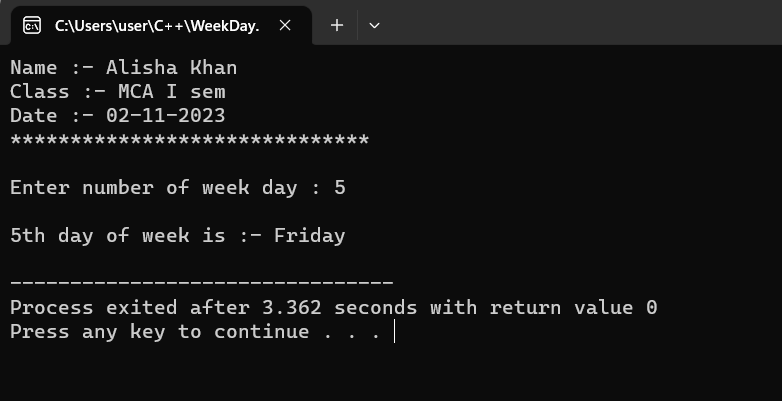 C:\Users\user\C++\WeekDay.
Name :- Alisha Khan
Class :- MCA I sem
Date :- 02-11-2023
******************************
Enter number of week day : 5
5th day of week is :- Friday
--------------------------------
Process exited after 3.362 seconds with return value 0
Press any key to continue . . .